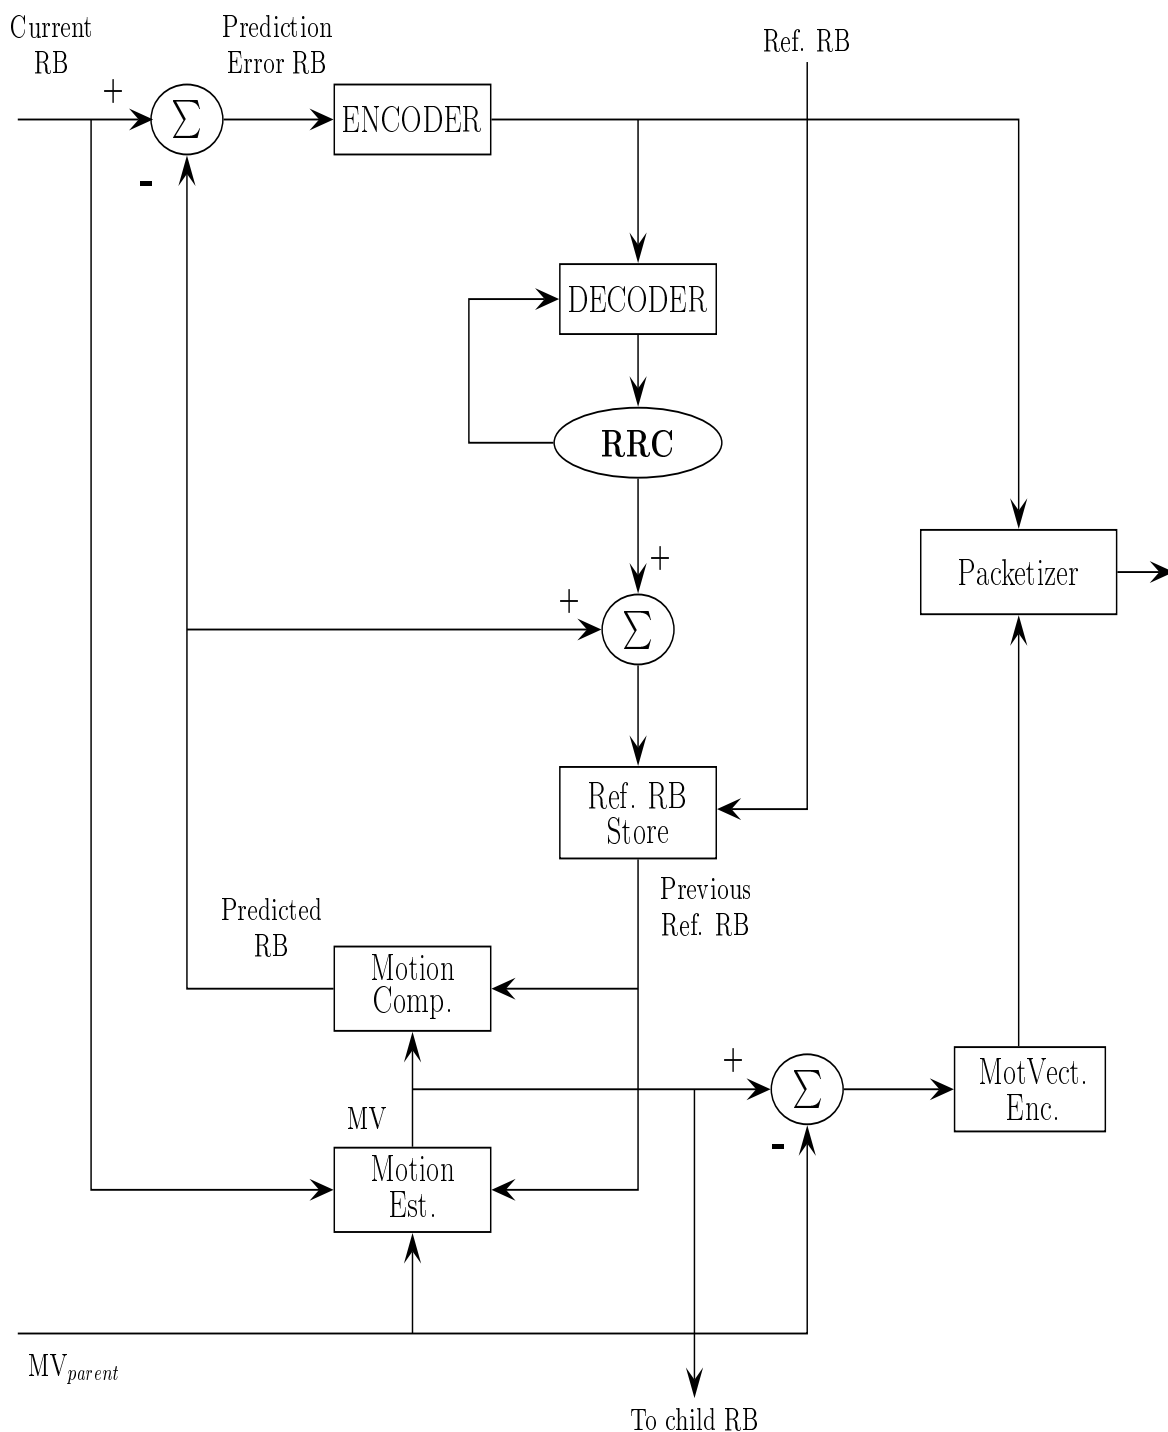 Current
RB
Prediction
Error RB
Ref. RB
+
Σ
-
ENCODER
DECODER
RRC
+
+
Σ
Packetizer
Ref. RB
Store
Previous
Ref. RB
Predicted
RB
Motion
Comp.
+
Σ
-
MotVect.
Enc.
MV
Motion
Est.
MVparent
To child RB